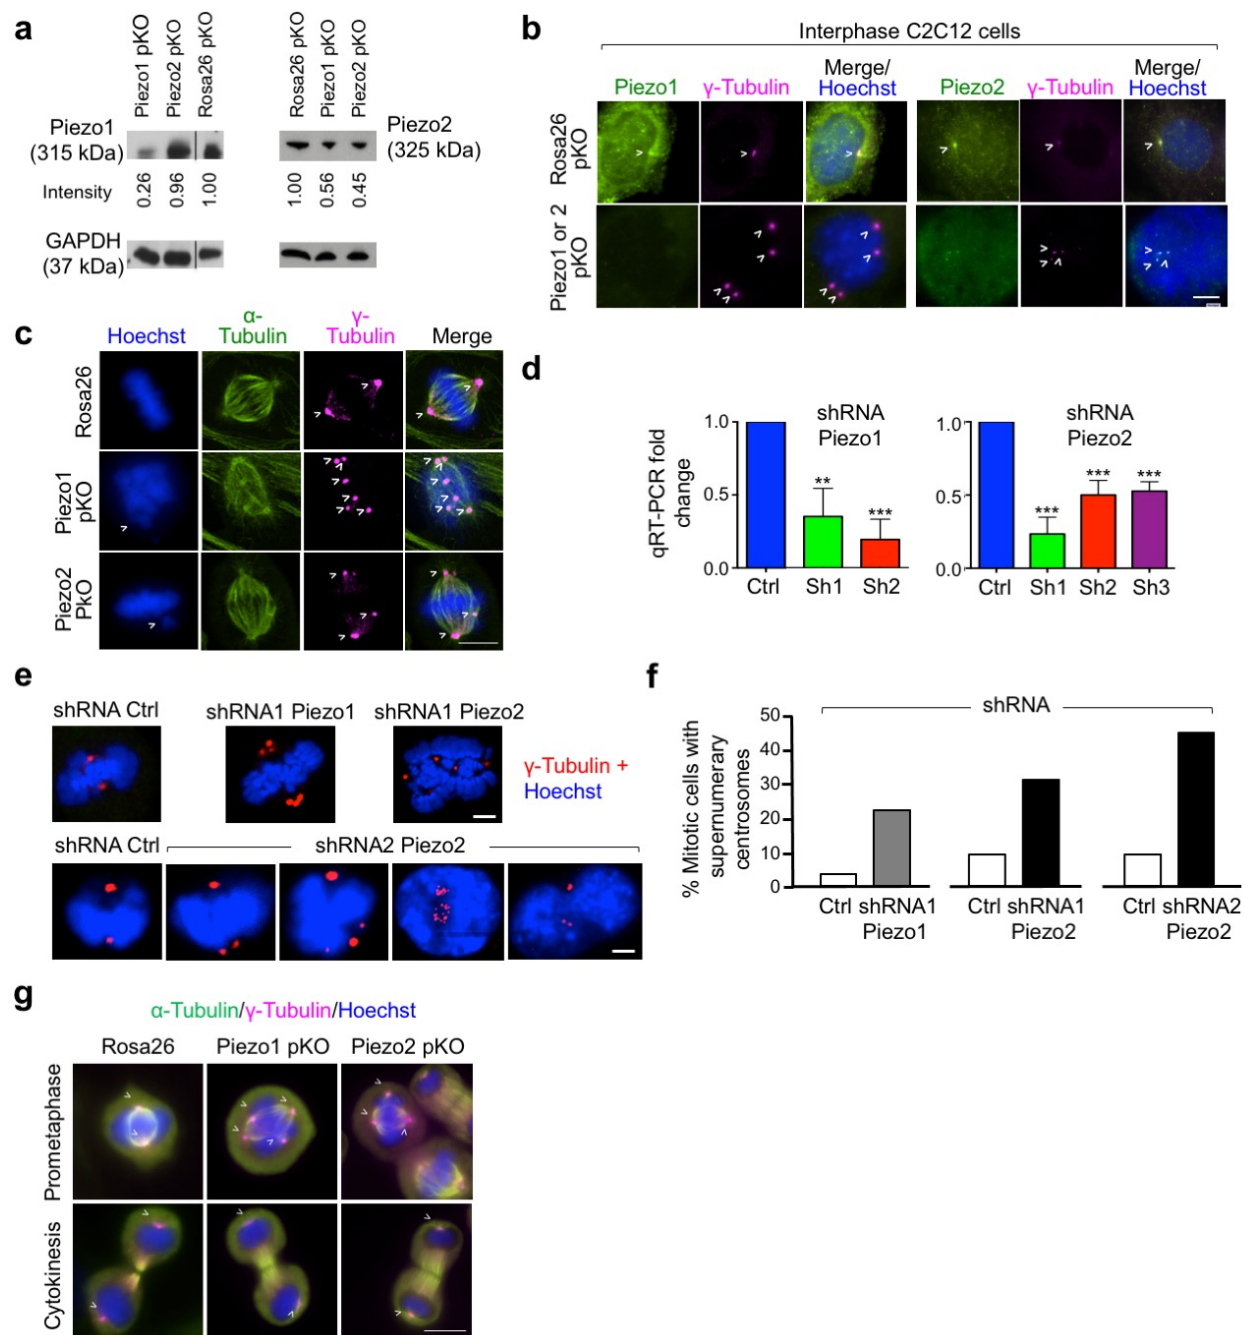 a
Piezo1 pKO
Piezo2 pKO
Rosa26 pKO
Rosa26 pKO
Piezo1 pKO
Piezo2 pKO
Piezo1
(315 kDa)
Piezo2
(325 kDa)
Intensity
0.26
0.96
1.00
1.00
0.56
0.45
GAPDH
(37 kDa)
b
Interphase C2C12 cells
Piezo1
γ-Tubulin
Merge/
Hoechst
Piezo2
γ-Tubulin
Merge/
Hoechst
Rosa26
pKO
Piezo1 or 2
pKO
c
Hoechst
α-
Tubulin
γ-
Tubulin
Merge
Rosa26
Piezo1
pKO
Piezo2
PkO
d
qRT-PCR fold
change
shRNA
Piezo1
1.0
0.5
0.0
**
***
Ctrl
Sh1
Sh2
shRNA
Piezo2
1.0
0.5
0.0
***
***
***
Ctrl
Sh1
Sh2
Sh3
e
shRNA Ctrl
shRNA1 Piezo1
shRNA1 Piezo2
γ-Tubulin +
Hoechst
shRNA Ctrl
shRNA2 Piezo2
f
shRNA
% Mitotic cells with
supernumerary
centrosomes
50
40
30
20
10
0
Ctrl shRNA1
Piezo1
Ctrl shRNA1
Piezo2
Ctrl shRNA2
Piezo2
g
α-Tubulin/γ-Tubulin/Hoechst
Rosa26
Piezo1 pKO
Piezo2 pKO
Prometaphase
Cytokinesis